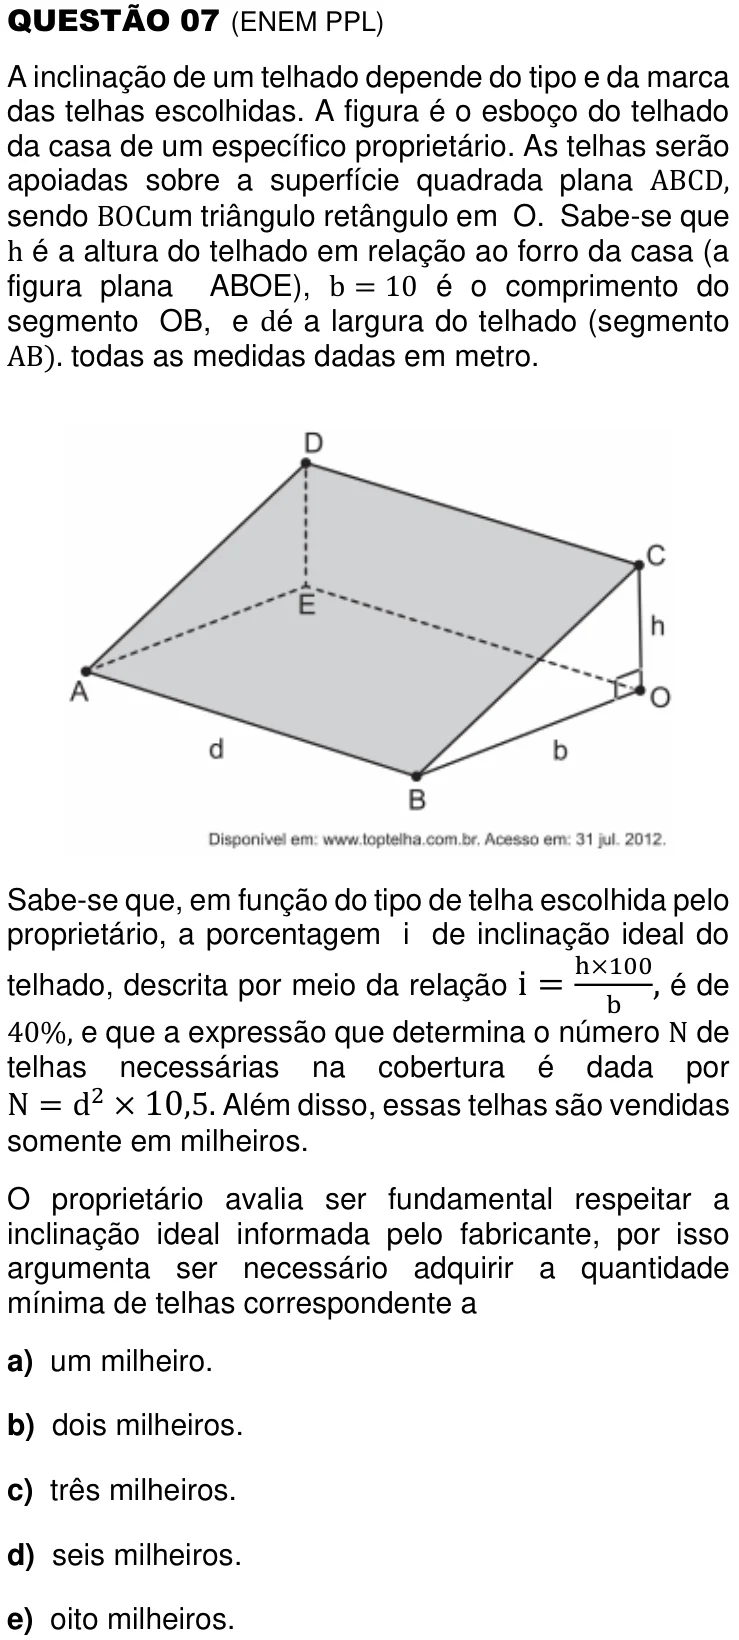 QUESTÃO 07 (ENEM PPL)
A inclinação de um telhado depende do tipo e da marca
das telhas escolhidas. A figura é o esboço do telhado
da casa de um específico proprietário. As telhas serão
apoiadas sobre a superfície quadrada plana ABCD,
sendo BOCum triângulo retângulo em O. Sabe-se que
h é a altura do telhado em relação ao forro da casa (a
figura plana ABOE), b = 10 é o comprimento do
segmento OB, e dé a largura do telhado (segmento
AB). todas as medidas dadas em metro.
D
C
E
h
A
O
d
b
B
Disponível em: www.toptelha.com.br. Acesso em: 31 jul. 2012.
Sabe-se que, em função do tipo de telha escolhida pelo
proprietário, a porcentagem i de inclinação ideal do
telhado, descrita por meio da relação i = h×100/b, é de
40%, e que a expressão que determina o número N de
telhas necessárias na cobertura é dada por
N = d² × 10,5. Além disso, essas telhas são vendidas
somente em milheiros.
O proprietário avalia ser fundamental respeitar a
inclinação ideal informada pelo fabricante, por isso
argumenta ser necessário adquirir a quantidade
mínima de telhas correspondente a
a) um milheiro.
b) dois milheiros.
c) três milheiros.
d) seis milheiros.
e) oito milheiros.